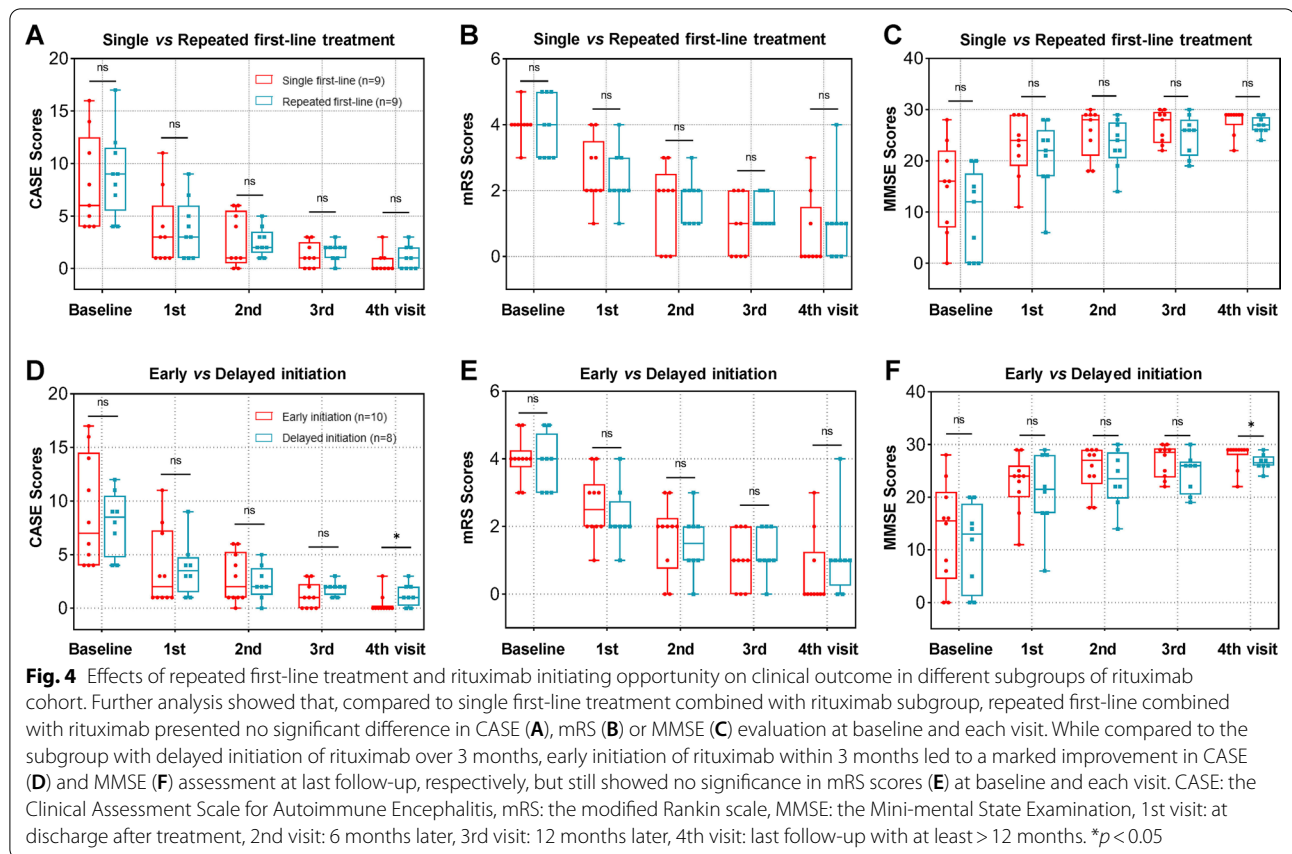 A
Single vs Repeated first-line treatment
CASE Scores
20
15
10
5
0
ns
ns
ns
ns
ns
Single first-line (n=9)
Repeated first-line (n=9)
Baseline 1st 2nd 3rd 4th visit
B
Single vs Repeated first-line treatment
mRS Scores
6
4
2
0
ns
ns
ns
ns
ns
Baseline 1st 2nd 3rd 4th visit
C
Single vs Repeated first-line treatment
MMSE Scores
40
30
20
10
0
ns
ns
ns
ns
ns
Baseline 1st 2nd 3rd 4th visit
D
Early vs Delayed initiation
CASE Scores
20
15
10
5
0
ns
ns
ns
ns
*
Early initiation (n=10)
Delayed initiation (n=8)
Baseline 1st 2nd 3rd 4th visit
E
Early vs Delayed initiation
mRS Scores
6
4
2
0
ns
ns
ns
ns
ns
Baseline 1st 2nd 3rd 4th visit
F
Early vs Delayed initiation
MMSE Scores
40
30
20
10
0
ns
ns
ns
ns
*
Baseline 1st 2nd 3rd 4th visit
Fig. 4 Effects of repeated first-line treatment and rituximab initiating opportunity on clinical outcome in different subgroups of rituximab
cohort. Further analysis showed that, compared to single first-line treatment combined with rituximab subgroup, repeated first-line combined
with rituximab presented no significant difference in CASE (A), mRS (B) or MMSE (C) evaluation at baseline and each visit. While compared to the
subgroup with delayed initiation of rituximab over 3 months, early initiation of rituximab within 3 months led to a marked improvement in CASE
(D) and MMSE (F) assessment at last follow-up, respectively, but still showed no significance in mRS scores (E) at baseline and each visit. CASE: the
Clinical Assessment Scale for Autoimmune Encephalitis, mRS: the modified Rankin scale, MMSE: the Mini-mental State Examination, 1st visit: at
discharge after treatment, 2nd visit: 6 months later, 3rd visit: 12 months later, 4th visit: last follow-up with at least > 12 months. *p < 0.05